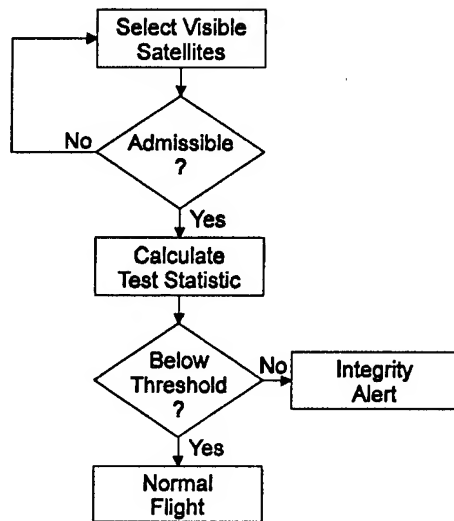 Select Visible
Satellites
No
Admissible
?
Yes
Calculate
Test Statistic
Below
Threshold
?
No
Integrity
Alert
Yes
Normal
Flight